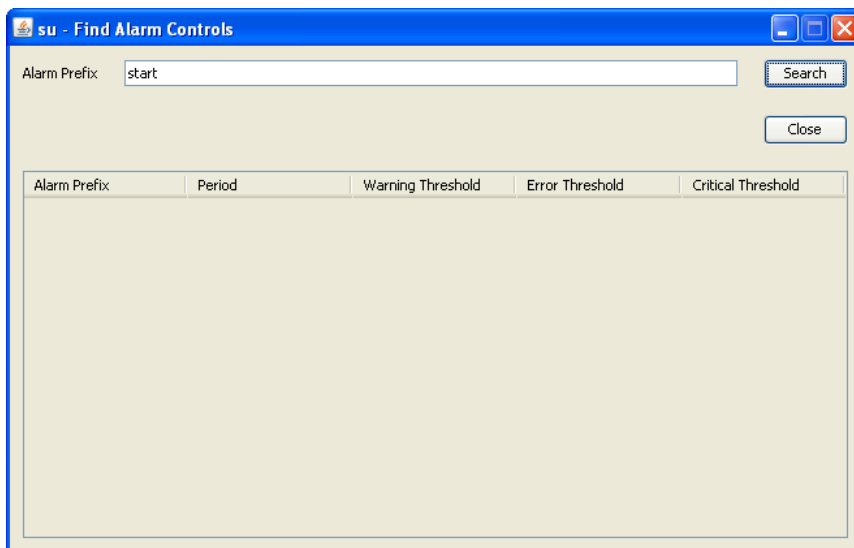 su - Find Alarm Controls
Alarm Prefix start Search
Close
Alarm Prefix Period Warning Threshold Error Threshold Critical Threshold